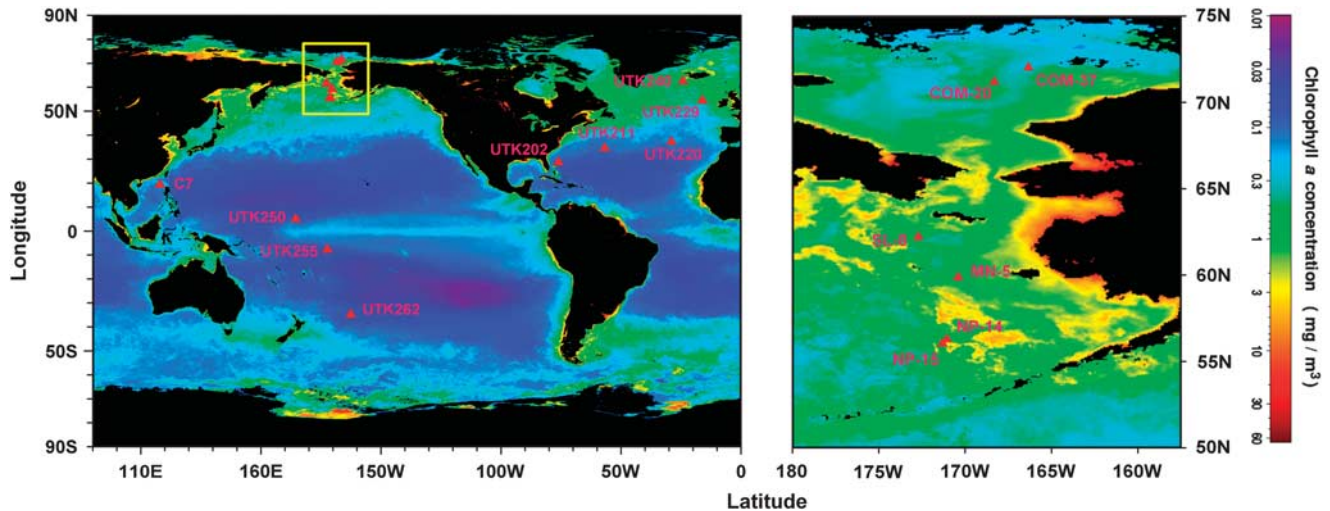 90N
50N
0
50S
90S
Longitude
110E
160E
150W
100W
50W
0
Latitude
C7
UTK250
UTK255
UTK262
UTK202
UTK211
UTK220
UTK229
75N
70N
65N
60N
55N
50N
180
175W
170W
165W
160W
COM-20
COM-37
SL-6
MN-5
NP-14
NP-15
0.01
0.03
0.1
0.3
1
3
10
30
60
Chlorophyll a concentration ( mg / m³)